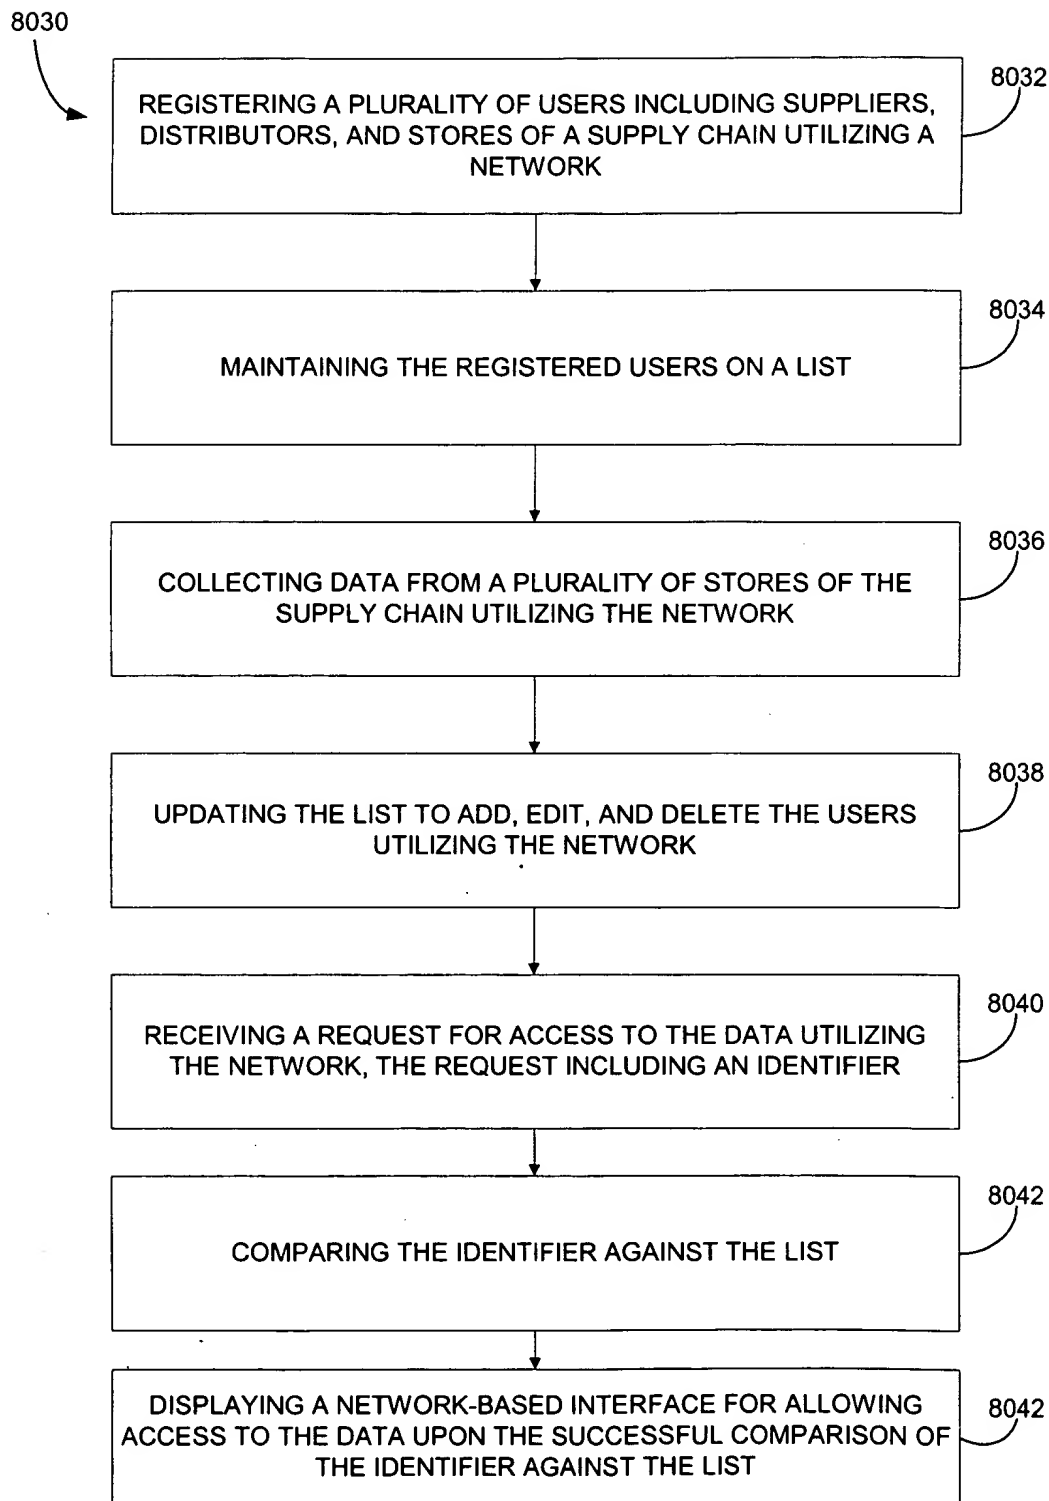 8030
8032
REGISTERING A PLURALITY OF USERS INCLUDING SUPPLIERS,
DISTRIBUTORS, AND STORES OF A SUPPLY CHAIN UTILIZING A
NETWORK
8034
MAINTAINING THE REGISTERED USERS ON A LIST
8036
COLLECTING DATA FROM A PLURALITY OF STORES OF THE
SUPPLY CHAIN UTILIZING THE NETWORK
8038
UPDATING THE LIST TO ADD, EDIT, AND DELETE THE USERS
UTILIZING THE NETWORK
8040
RECEIVING A REQUEST FOR ACCESS TO THE DATA UTILIZING
THE NETWORK, THE REQUEST INCLUDING AN IDENTIFIER
8042
COMPARING THE IDENTIFIER AGAINST THE LIST
8042
DISPLAYING A NETWORK-BASED INTERFACE FOR ALLOWING
ACCESS TO THE DATA UPON THE SUCCESSFUL COMPARISON OF
THE IDENTIFIER AGAINST THE LIST